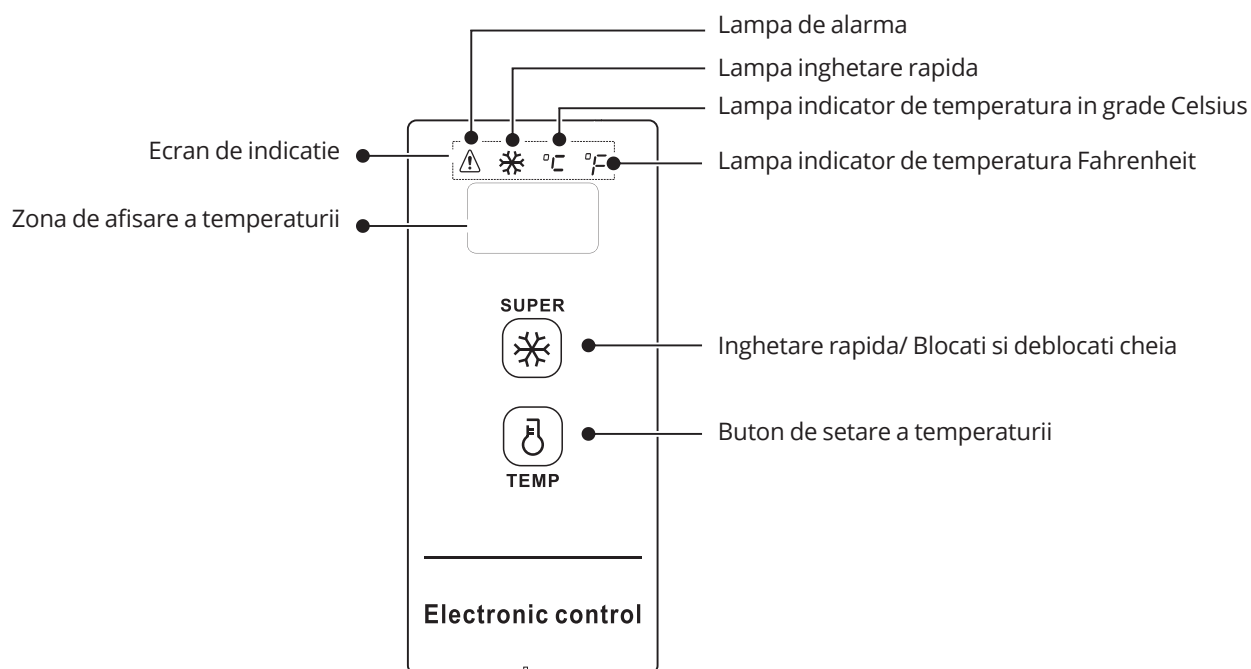 Lampa de alarma
Lampa inghetare rapida
Lampa indicator de temperatura in grade Celsius
Ecran de indicatie
°C °F
Lampa indicator de temperatura Fahrenheit
Zona de afisare a temperaturii
SUPER
Inghetare rapida/ Blocati si deblocati cheia
Buton de setare a temperaturii
TEMP
Electronic control